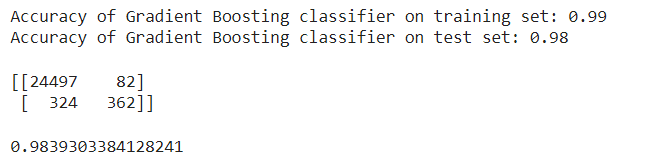 Accuracy of Gradient Boosting classifier on training set: 0.99
Accuracy of Gradient Boosting classifier on test set: 0.98
[[24497    82]
 [  324   362]]
0.9839303384128241